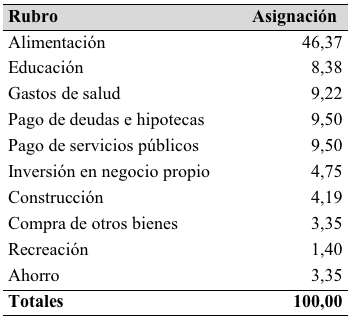 Rubro Asignación
Alimentación 46,37
Educación 8,38
Gastos de salud 9,22
Pago de deudas e hipotecas 9,50
Pago de servicios públicos 9,50
Inversión en negocio propio 4,75
Construcción 4,19
Compra de otros bienes 3,35
Recreación 1,40
Ahorro 3,35
Totales 100,00